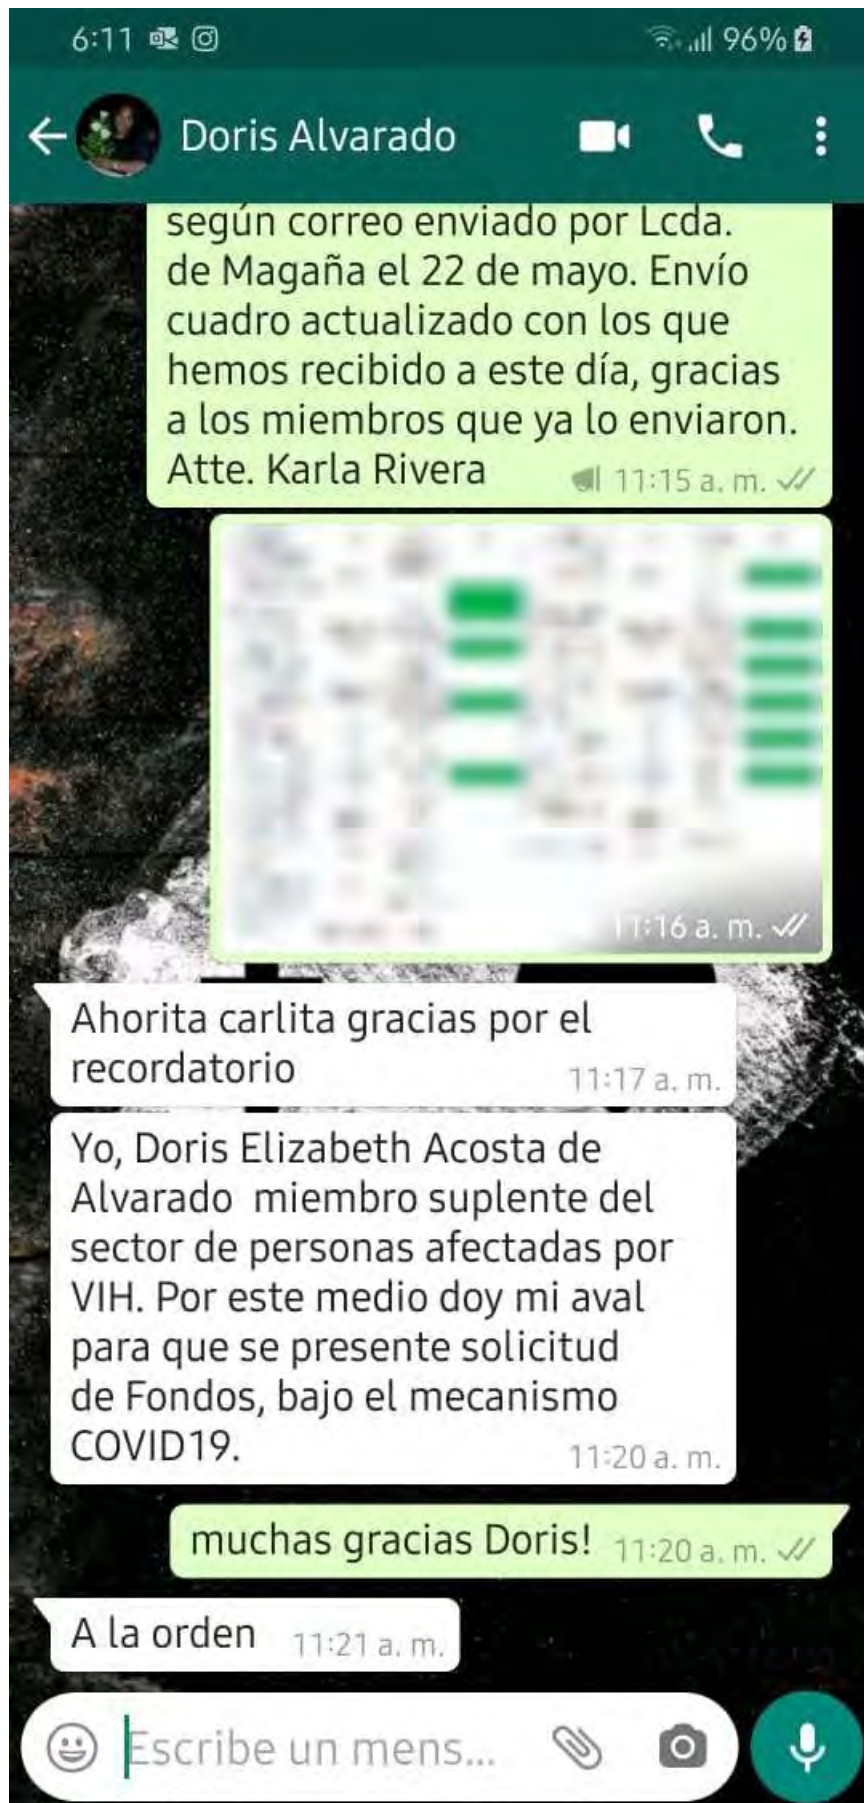 6:11 96%
Doris Alvarado
según correo enviado por Lcda.
de Magaña el 22 de mayo. Envío
cuadro actualizado con los que
hemos recibido a este día, gracias
a los miembros que ya lo enviaron.
Atte. Karla Rivera 11:15 a. m.
11:16 a. m.
Ahorita carlita gracias por el
recordatorio 11:17 a. m.
Yo, Doris Elizabeth Acosta de
Alvarado miembro suplente del
sector de personas afectadas por
VIH. Por este medio doy mi aval
para que se presente solicitud
de Fondos, bajo el mecanismo
COVID19. 11:20 a. m.
muchas gracias Doris! 11:20 a. m.
A la orden 11:21 a. m.
Escribe un mens...